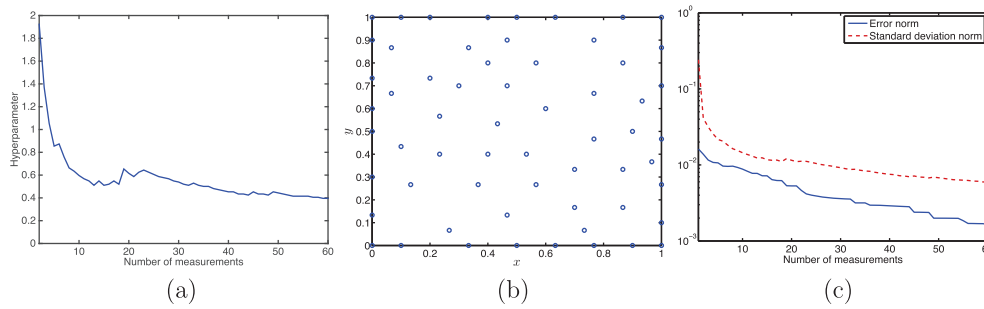 2
1.8
1.6
1.4
1.2
1
0.8
0.6
0.4
0.2
0
Hyperparameter
10 20 30 40 50 60
Number of measurements
(a)
1
0.9
0.8
0.7
0.6
0.5
0.4
0.3
0.2
0.1
0
y
0 0.2 0.4 0.6 0.8 1
x
(b)
10^0
10^-1
10^-2
10^-3
Error norm
Standard deviation norm
10 20 30 40 50 60
Number of measurements
(c)